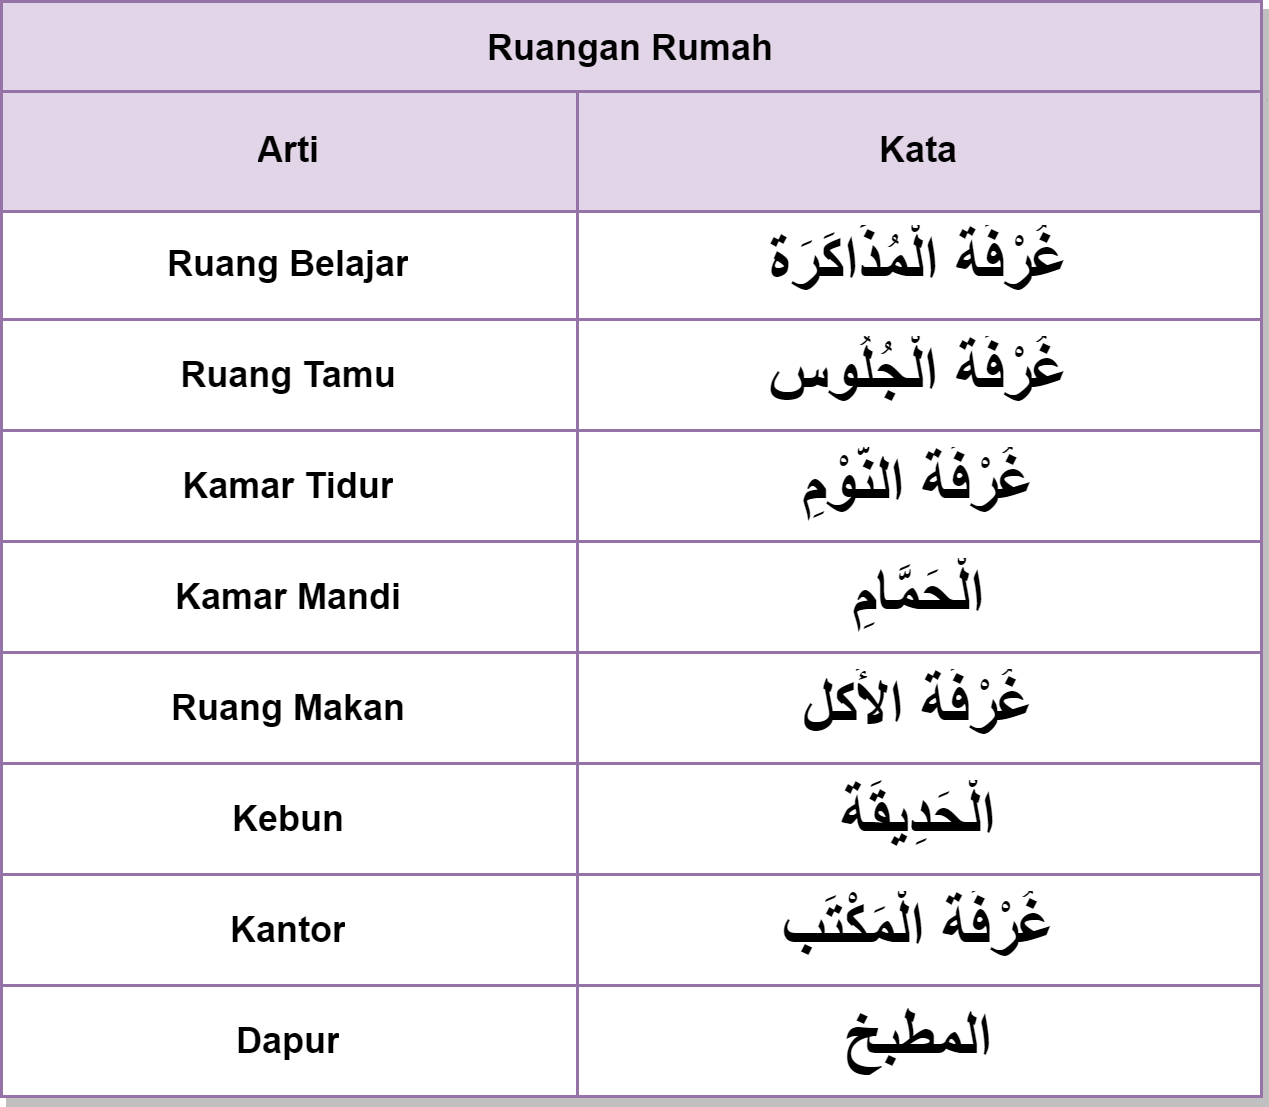 Ruangan Rumah
Arti Kata
Ruang Belajar غُرْفَة الْمُذَاكَرَة
Ruang Tamu غُرْفَة الْجُلُوس
Kamar Tidur غُرْفَة النَّوْمِ
Kamar Mandi الْحَمَّامِ
Ruang Makan غُرْفَة الأَكل
Kebun الْحَدِيقَة
Kantor غُرْفَة الْمَكْتَب
Dapur المطبخ